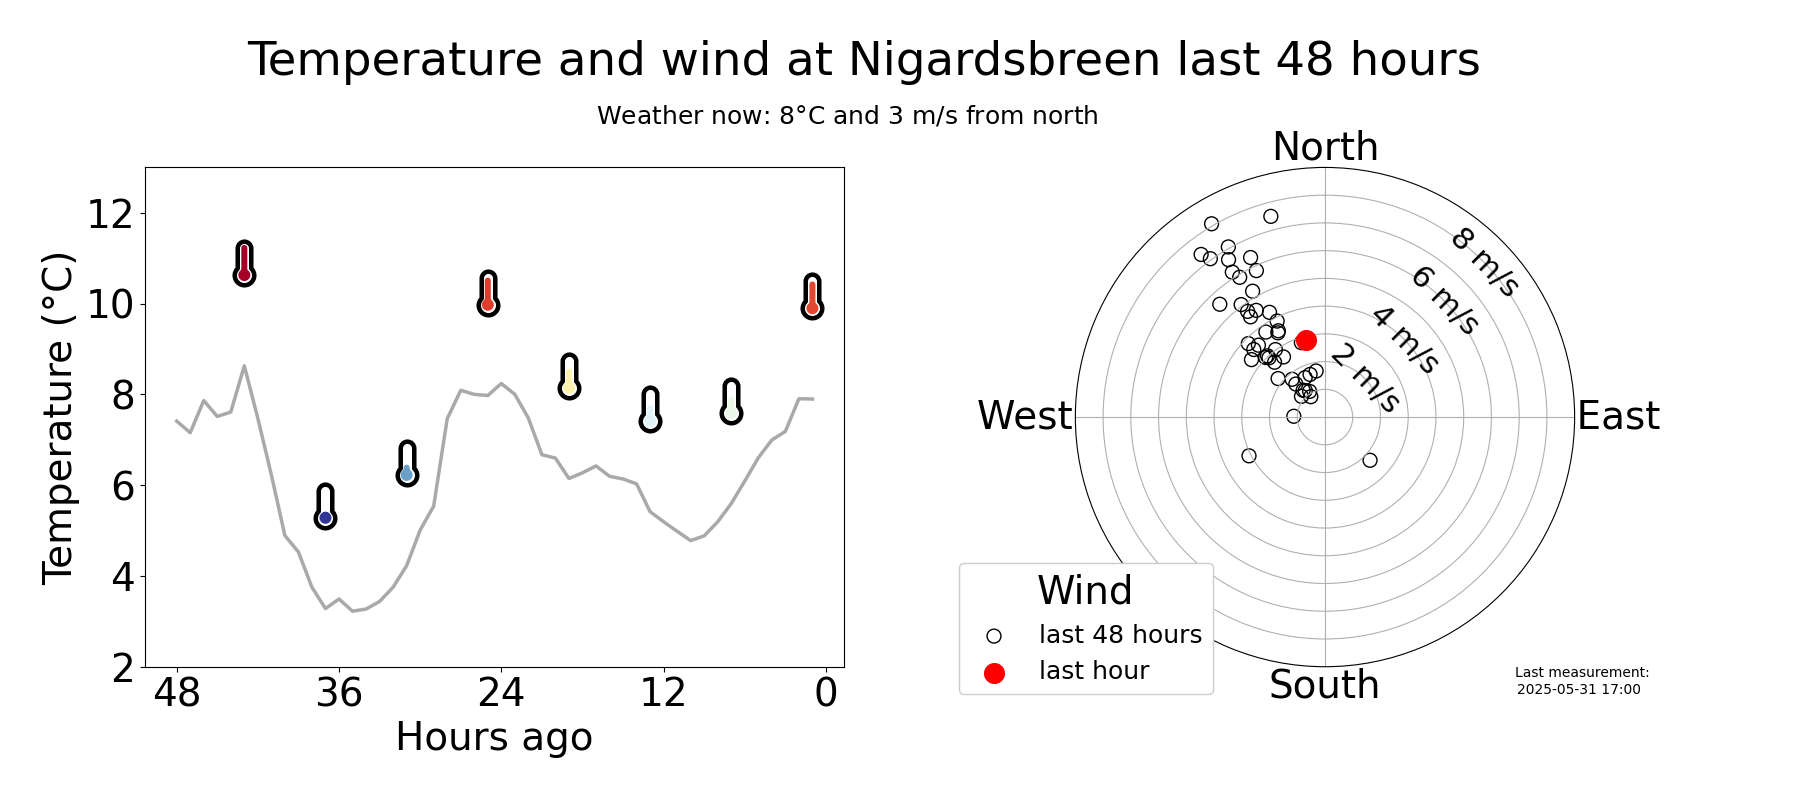 Temperature and wind at Nigardsbreen last 48 hours
Weather now: 8°C and 3 m/s from north
Temperature (°C)
12
10
8
6
4
2
48 36 24 12 0
Hours ago
North
West
East
South
8 m/s
6 m/s
4 m/s
2 m/s
Wind
last 48 hours
last hour
Last measurement:
2025-05-31 17:00